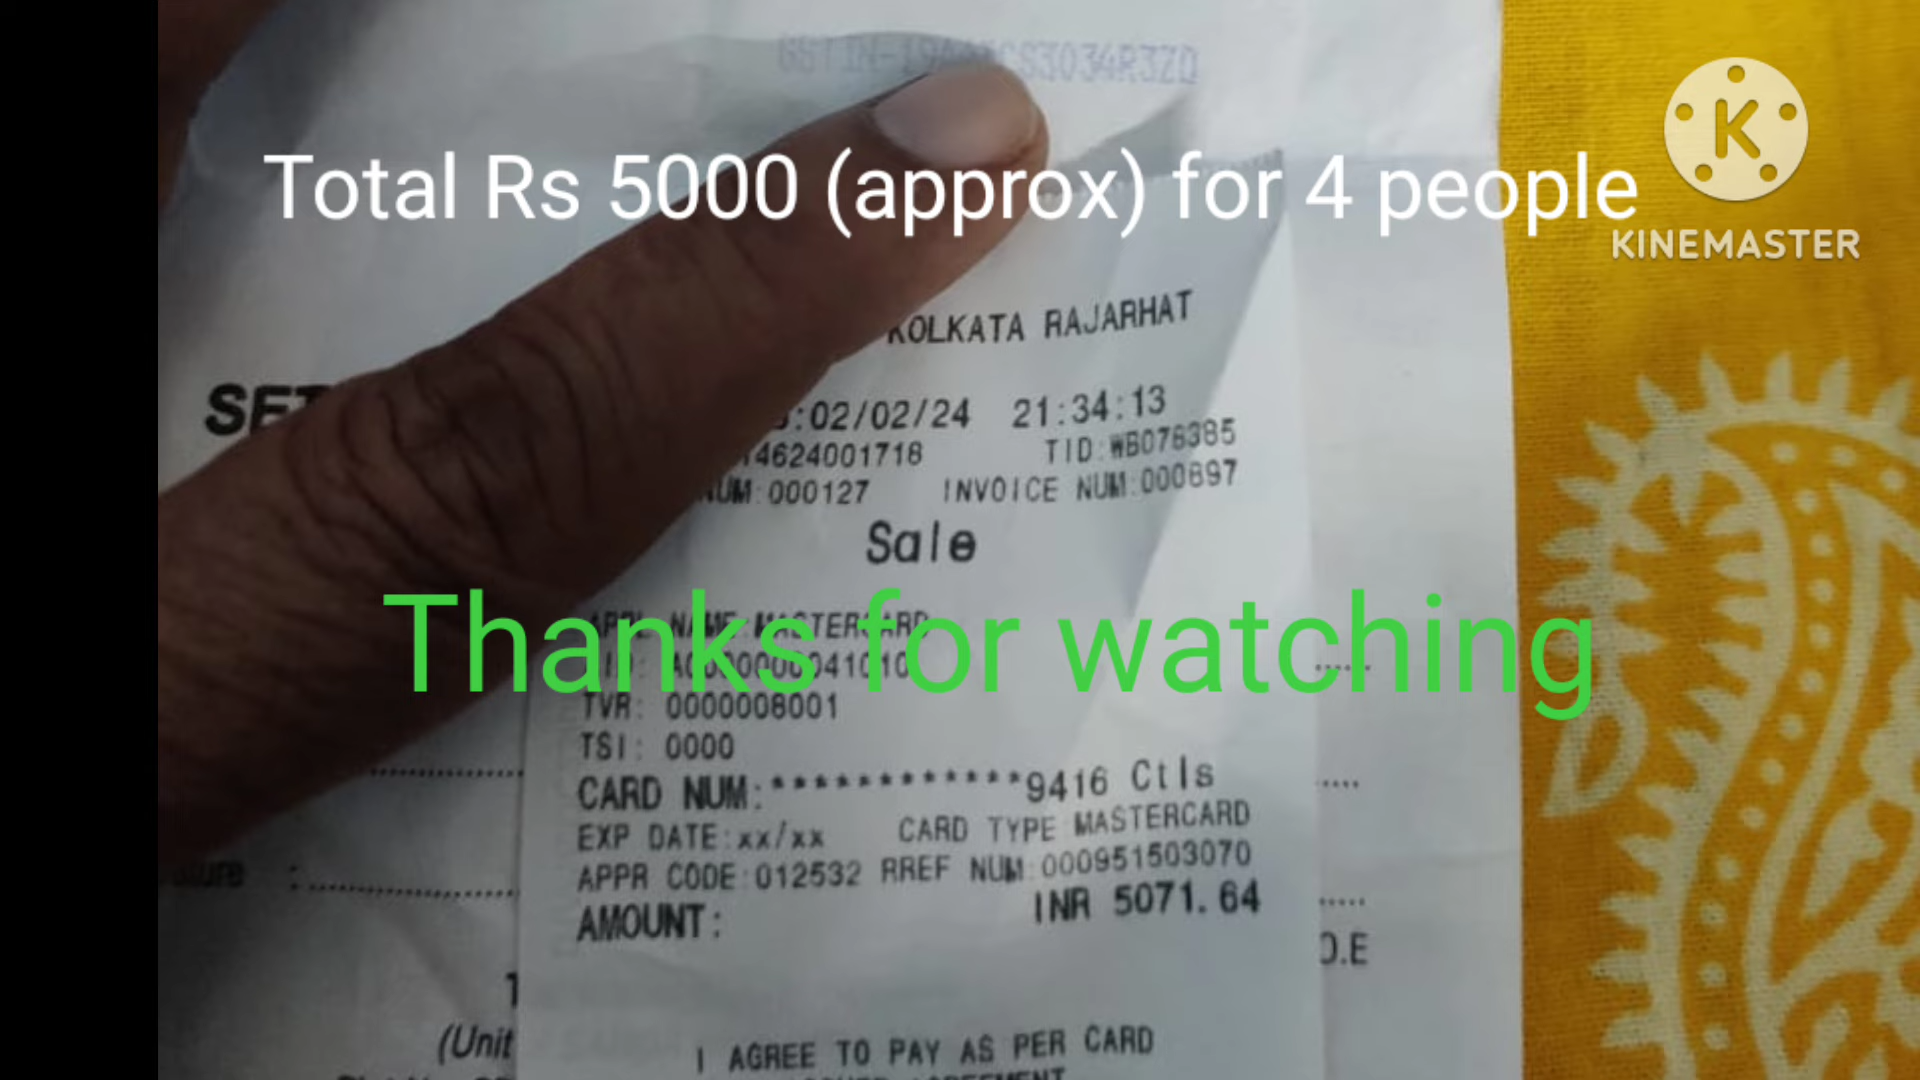 Total Rs 5000 (approx) for 4 people
K
KINEMASTER
KOLKATA RAJARHAT
:02/02/24 21:34:13
4624001718 TID:WB076385
NUM:000127 INVOICE NUM:000697
Sale
Thanks for watching
TVR: 0000008001
TSI: 0000
CARD NUM:************9416 Ctls
EXP DATE:xx/xx CARD TYPE MASTERCARD
APPR CODE:012532 RREF NUM:000951503070
AMOUNT: INR 5071.64
O.E
(Unit
I AGREE TO PAY AS PER CARD